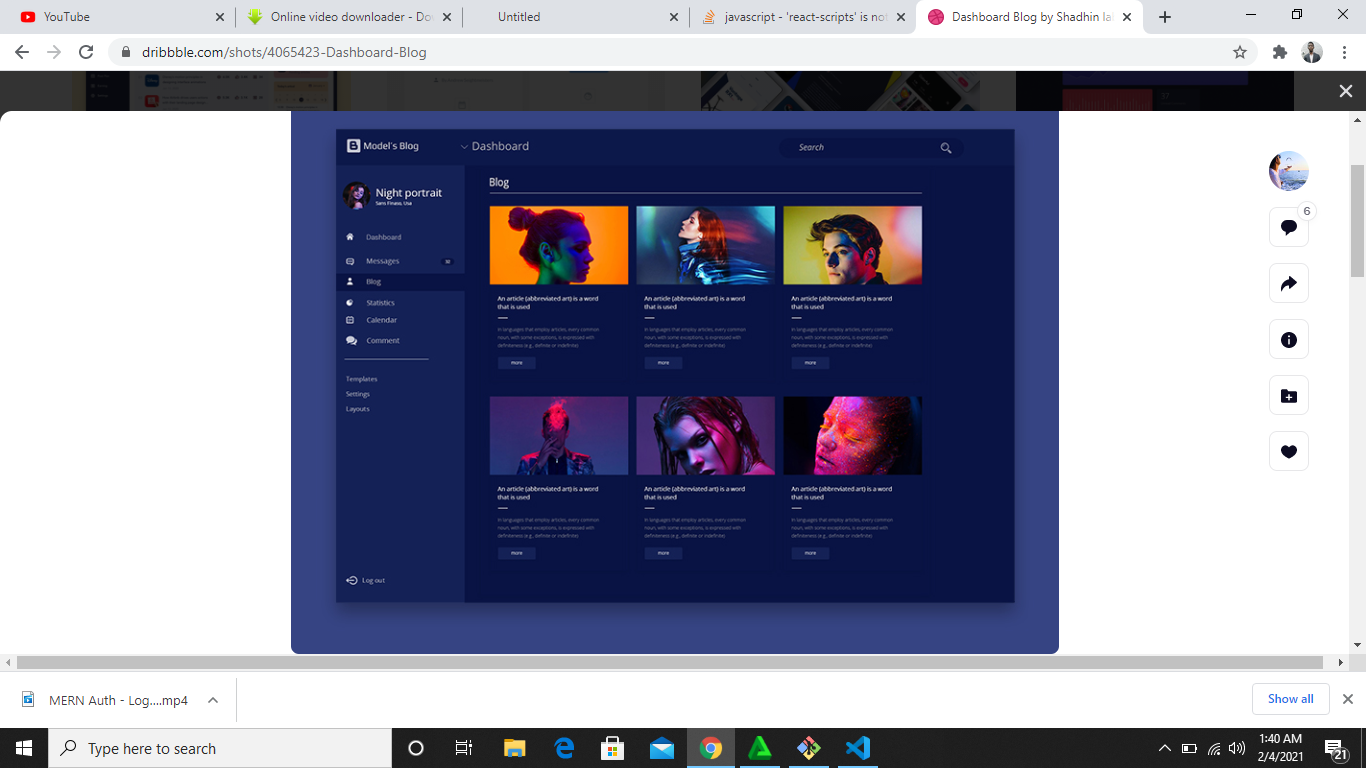 YouTube
Online video downloader - Do
Untitled
javascript - 'react-scripts' is not
Dashboard Blog by Shadhin lab
dribbble.com/shots/4065423-Dashboard-Blog
6
B Model's Blog
Dashboard
Search
Night portrait
Sans Finaso, Usa
Dashboard
Messages
30
Blog
Statistics
Calendar
Comment
Templates
Settings
Layouts
Log out
Blog
An article (abbreviated art) is a word
that is used
In languages that employ articles, every common
noun, with some exceptions, is expressed with
definiteness (e.g., definite or indefinite)
more
An article (abbreviated art) is a word
that is used
In languages that employ articles, every common
noun, with some exceptions, is expressed with
definiteness (e.g., definite or indefinite)
more
An article (abbreviated art) is a word
that is used
In languages that employ articles, every common
noun, with some exceptions, is expressed with
definiteness (e.g., definite or indefinite)
more
An article (abbreviated art) is a word
that is used
In languages that employ articles, every common
noun, with some exceptions, is expressed with
definiteness (e.g., definite or indefinite)
more
An article (abbreviated art) is a word
that is used
In languages that employ articles, every common
noun, with some exceptions, is expressed with
definiteness (e.g., definite or indefinite)
more
An article (abbreviated art) is a word
that is used
In languages that employ articles, every common
noun, with some exceptions, is expressed with
definiteness (e.g., definite or indefinite)
more
MERN Auth - Log....mp4
Show all
Type here to search
1:40 AM
2/4/2021
21